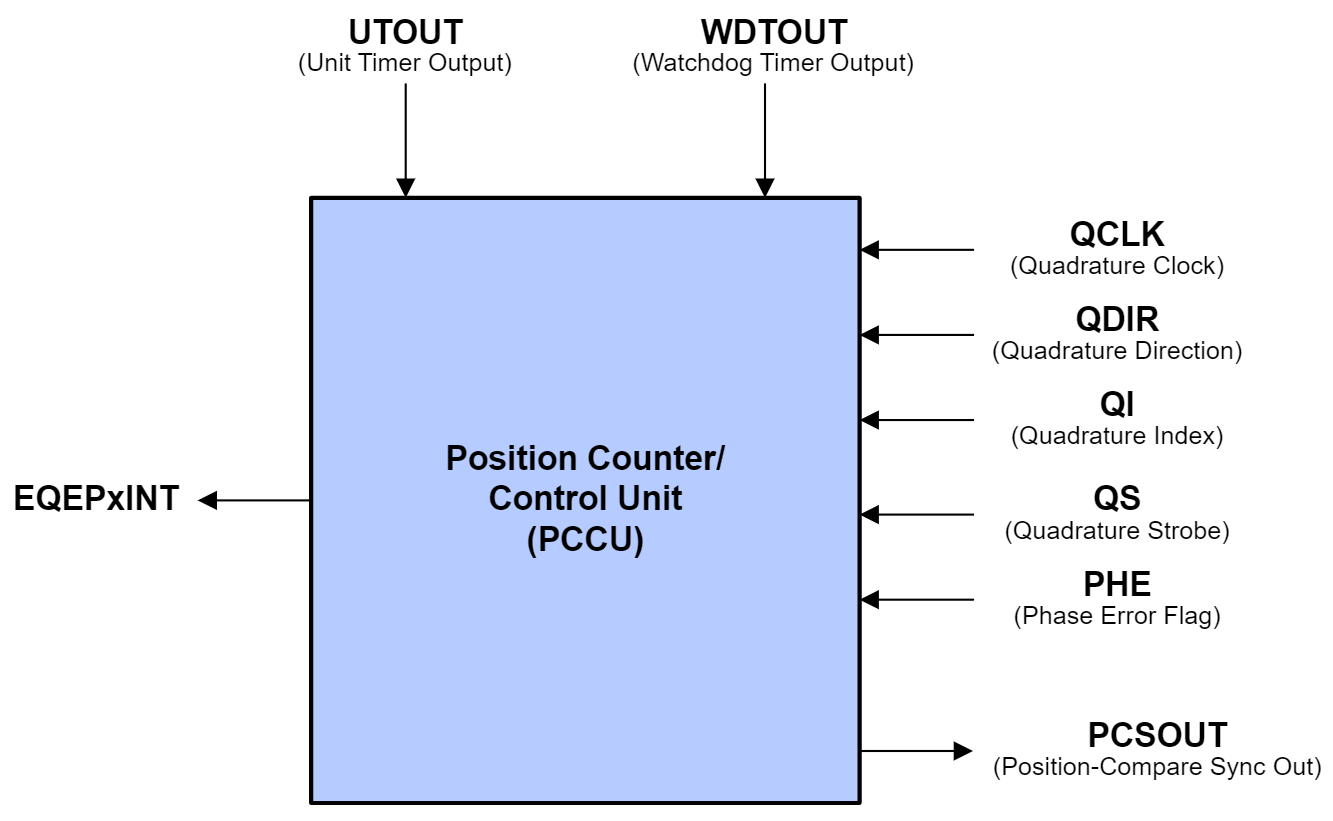 UTOUT
(Unit Timer Output)
WDTOUT
(Watchdog Timer Output)
QCLK
(Quadrature Clock)
QDIR
(Quadrature Direction)
QI
(Quadrature Index)
Position Counter/
Control Unit
(PCCU)
EQEPxINT
QS
(Quadrature Strobe)
PHE
(Phase Error Flag)
PCSOUT
(Position-Compare Sync Out)